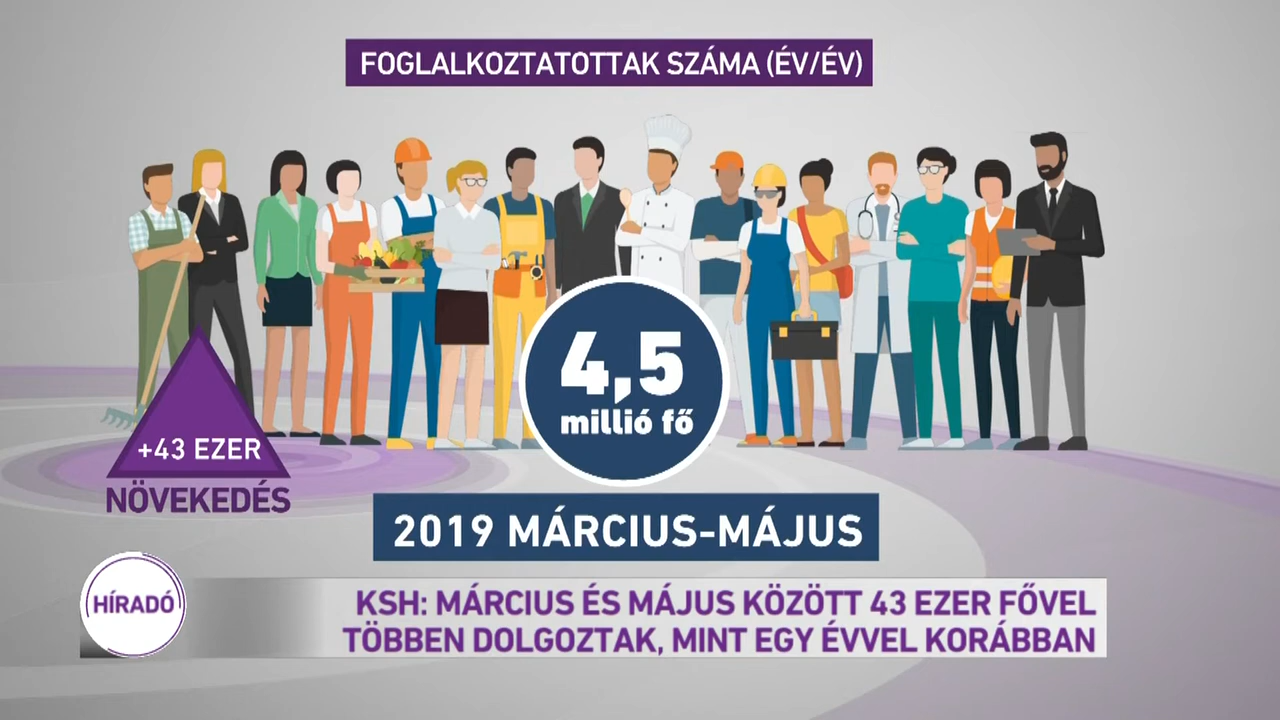 FOGLALKOZTATOTTAK SZÁMA (ÉV/ÉV)
4,5
millió fő
+43 EZER
NÖVEKEDÉS
2019 MÁRCIUS-MÁJUS
HÍRADÓ
KSH: MÁRCIUS ÉS MÁJUS KÖZÖTT 43 EZER FŐVEL
TÖBBEN DOLGOZTAK, MINT EGY ÉVVEL KORÁBBAN